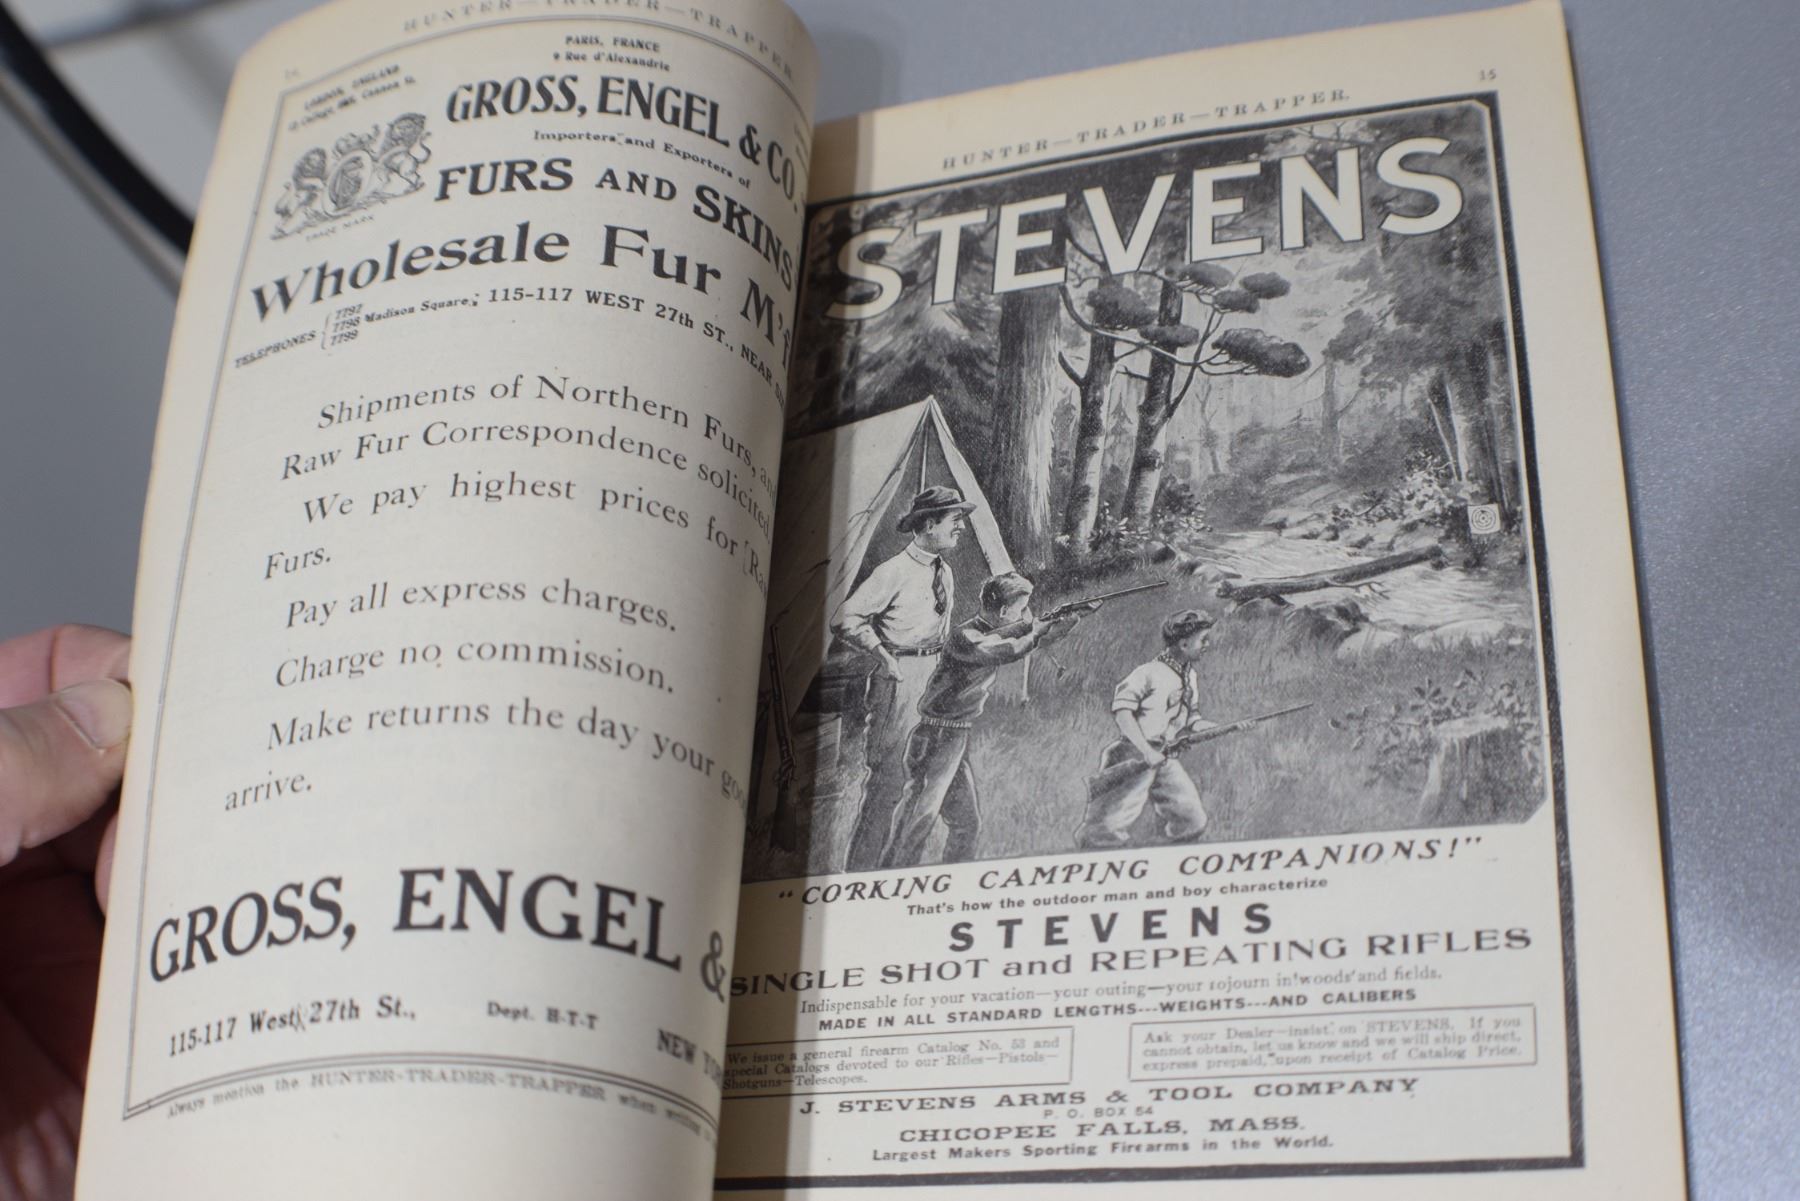 HUNTER—TRADER—TRAPPER.
LONDON, ENGLAND
PARIS, FRANCE
9 Rue d'Alexandrie
GROSS, ENGEL & CO.
Importers and Exporters of
FURS AND SKINS
TRADE MARK
Wholesale Fur M'f
TELEPHONES 7797 7798 7799 Madison Square; 115-117 WEST 27th ST., NEAR
Shipments of Northern Furs, and
Raw Fur Correspondence solicited.
We pay highest prices for Raw
Furs.
Pay all express charges.
Charge no commission.
Make returns the day your goo
arrive.
GROSS, ENGEL &
115-117 West 27th St., Dept. H-T-T NEW YO
Always mention the HUNTER-TRADER-TRAPPER when writing
15
HUNTER—TRADER—TRAPPER.
STEVENS
"CORKING CAMPING COMPANIONS!"
That's how the outdoor man and boy characterize
STEVENS
SINGLE SHOT and REPEATING RIFLES
Indispensable for your vacation—your outing—your sojourn in woods and fields.
MADE IN ALL STANDARD LENGTHS---WEIGHTS---AND CALIBERS
We issue a general firearm Catalog No. 53 and
special Catalogs devoted to our Rifles—Pistols—
Shotguns—Telescopes.
Ask your Dealer—insist on STEVENS. If you
cannot obtain, let us know and we will ship direct,
express prepaid, upon receipt of Catalog Price.
J. STEVENS ARMS & TOOL COMPANY
P. O. BOX 54
CHICOPEE FALLS, MASS.
Largest Makers Sporting Firearms in the World.